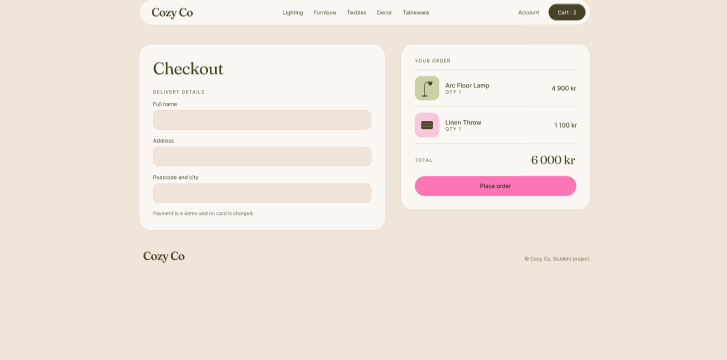 Cozy Co
Lighting Furniture Textiles Decor Tableware
Account
Cart · 2
Checkout
DELIVERY DETAILS
Full name
Address
Postcode and city
Payment is a demo and no card is charged.
YOUR ORDER
Arc Floor Lamp
QTY 1
4 900 kr
Linen Throw
QTY 1
1 100 kr
TOTAL
6 000 kr
Place order
Cozy Co
© Cozy Co. Student project.